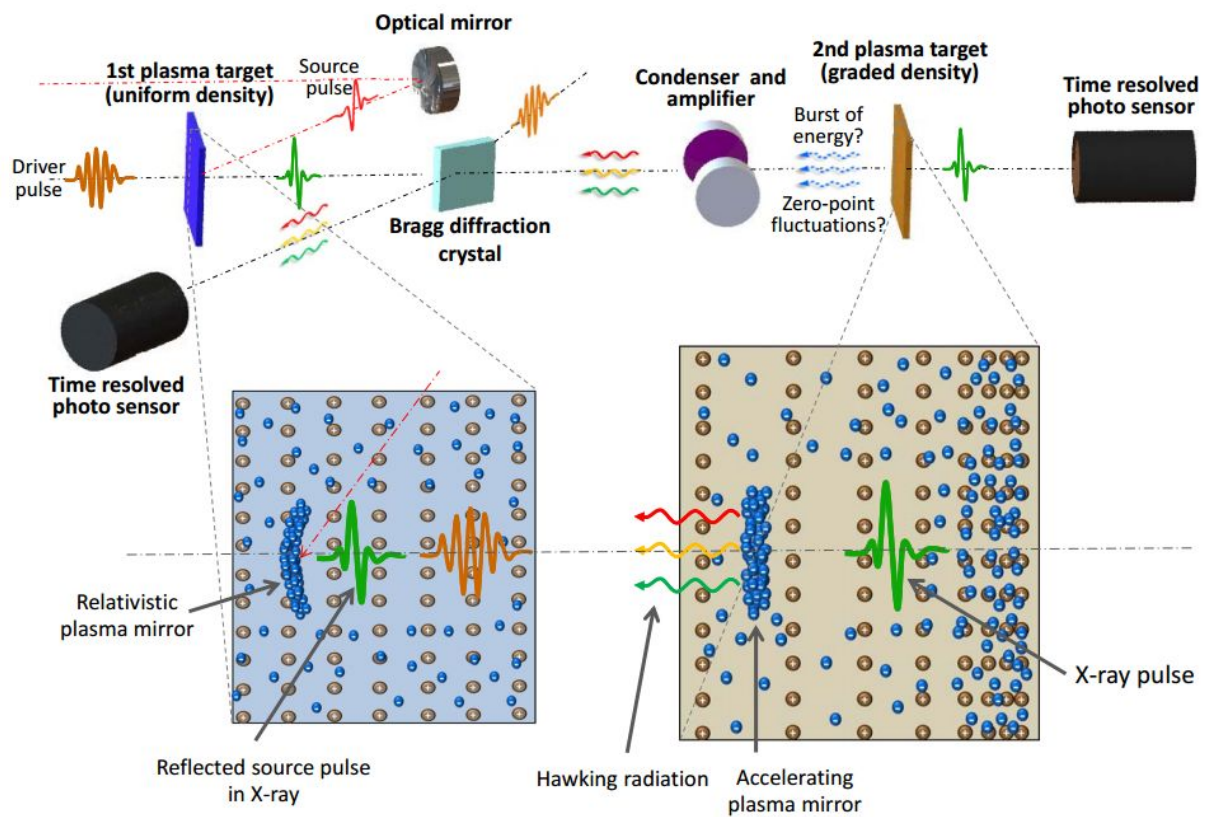 Optical mirror
1st plasma target
(uniform density)
Source
pulse
Driver
pulse
Bragg diffraction
crystal
Condenser and
amplifier
Burst of
energy?
Zero-point
fluctuations?
2nd plasma target
(graded density)
Time resolved
photo sensor
Time resolved
photo sensor
Relativistic
plasma mirror
Reflected source pulse
in X-ray
Hawking radiation
Accelerating
plasma mirror
X-ray pulse